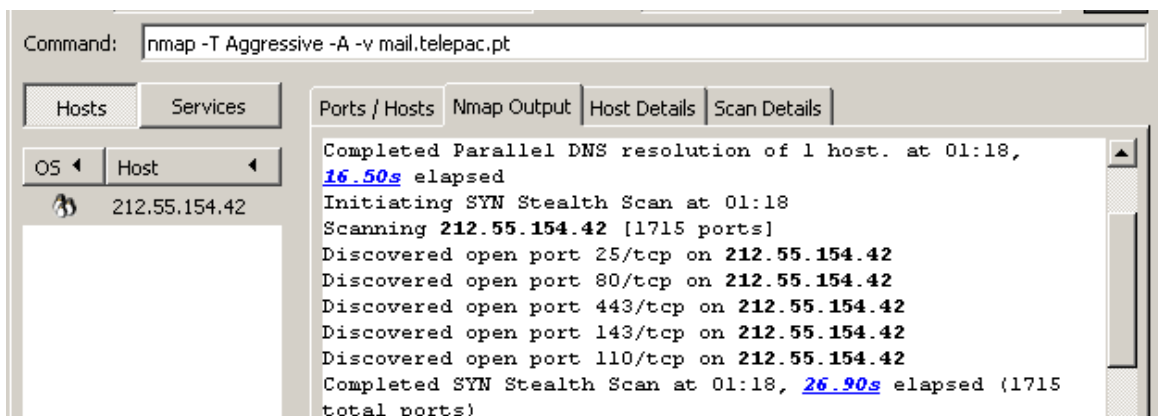 Command: nmap -T Aggressive -A -v mail.telepac.pt
Hosts Services
Ports / Hosts Nmap Output Host Details Scan Details
OS Host
212.55.154.42
Completed Parallel DNS resolution of 1 host. at 01:18,
16.50s elapsed
Initiating SYN Stealth Scan at 01:18
Scanning 212.55.154.42 [1715 ports]
Discovered open port 25/tcp on 212.55.154.42
Discovered open port 80/tcp on 212.55.154.42
Discovered open port 443/tcp on 212.55.154.42
Discovered open port 143/tcp on 212.55.154.42
Discovered open port 110/tcp on 212.55.154.42
Completed SYN Stealth Scan at 01:18, 26.90s elapsed (1715
total ports)